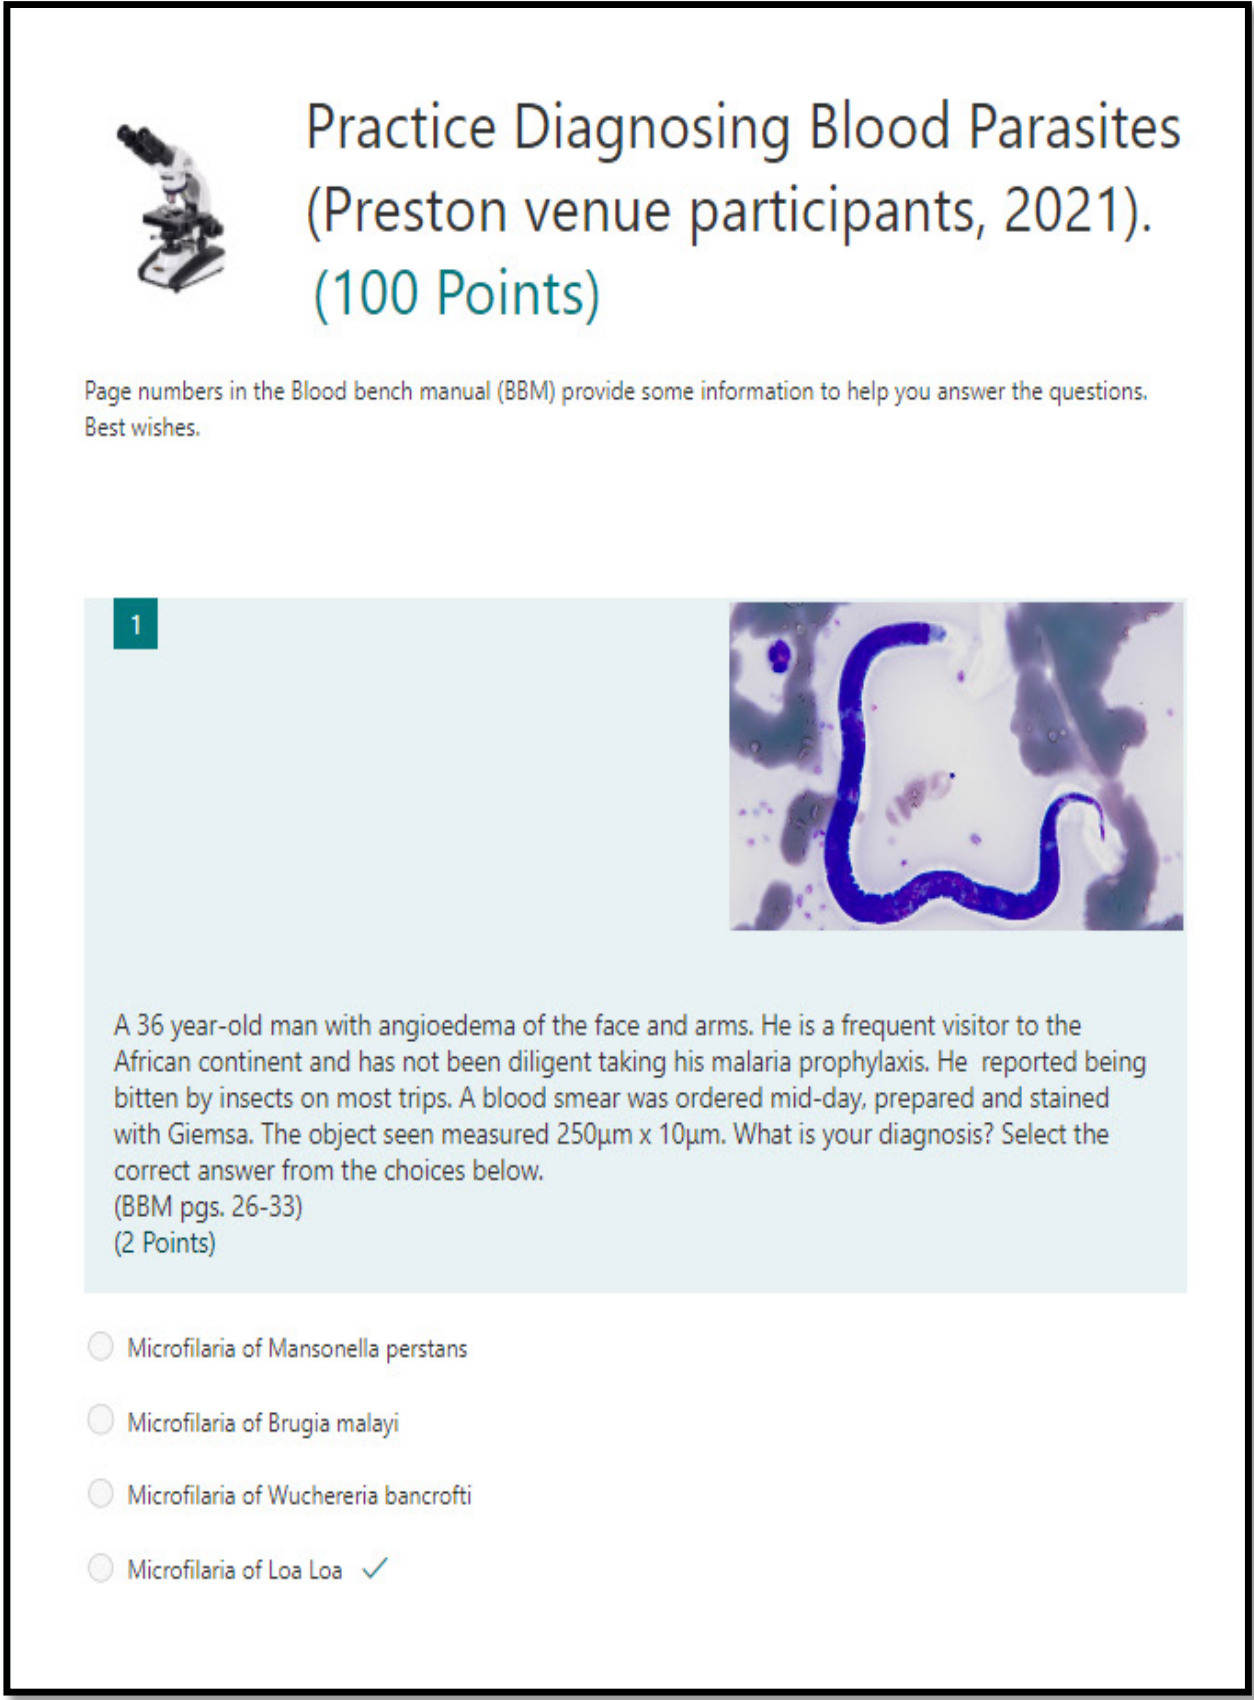 Practice Diagnosing Blood Parasites
(Preston venue participants, 2021).
(100 Points)
Page numbers in the Blood bench manual (BBM) provide some information to help you answer the questions.
Best wishes.
1
A 36 year-old man with angioedema of the face and arms. He is a frequent visitor to the
African continent and has not been diligent taking his malaria prophylaxis. He  reported being
bitten by insects on most trips. A blood smear was ordered mid-day, prepared and stained
with Giemsa. The object seen measured 250µm x 10µm. What is your diagnosis? Select the
correct answer from the choices below.
(BBM pgs. 26-33)
(2 Points)
Microfilaria of Mansonella perstans
Microfilaria of Brugia malayi
Microfilaria of Wuchereria bancrofti
Microfilaria of Loa Loa